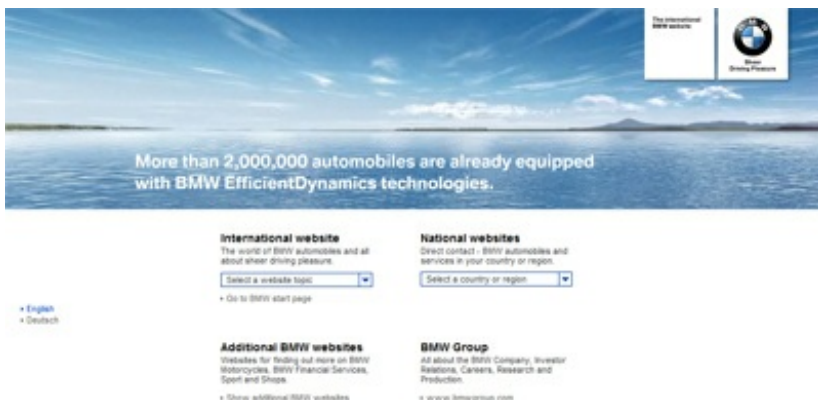 The international
BMW website
BMW
Sheer
Driving Pleasure
More than 2,000,000 automobiles are already equipped
with BMW EfficientDynamics technologies.
International website
The world of BMW automobiles and all
about sheer driving pleasure.
Select a website topic
Go to BMW start page
National websites
Direct contact - BMW automobiles and
services in your country or region.
Select a country or region
English
Deutsch
Additional BMW websites
Websites for finding out more on BMW
Motorcycles, BMW Financial Services,
Sport and Shops.
Show additional BMW websites
BMW Group
All about the BMW Company, Investor
Relations, Careers, Research and
Production.
www.bmwgroup.com